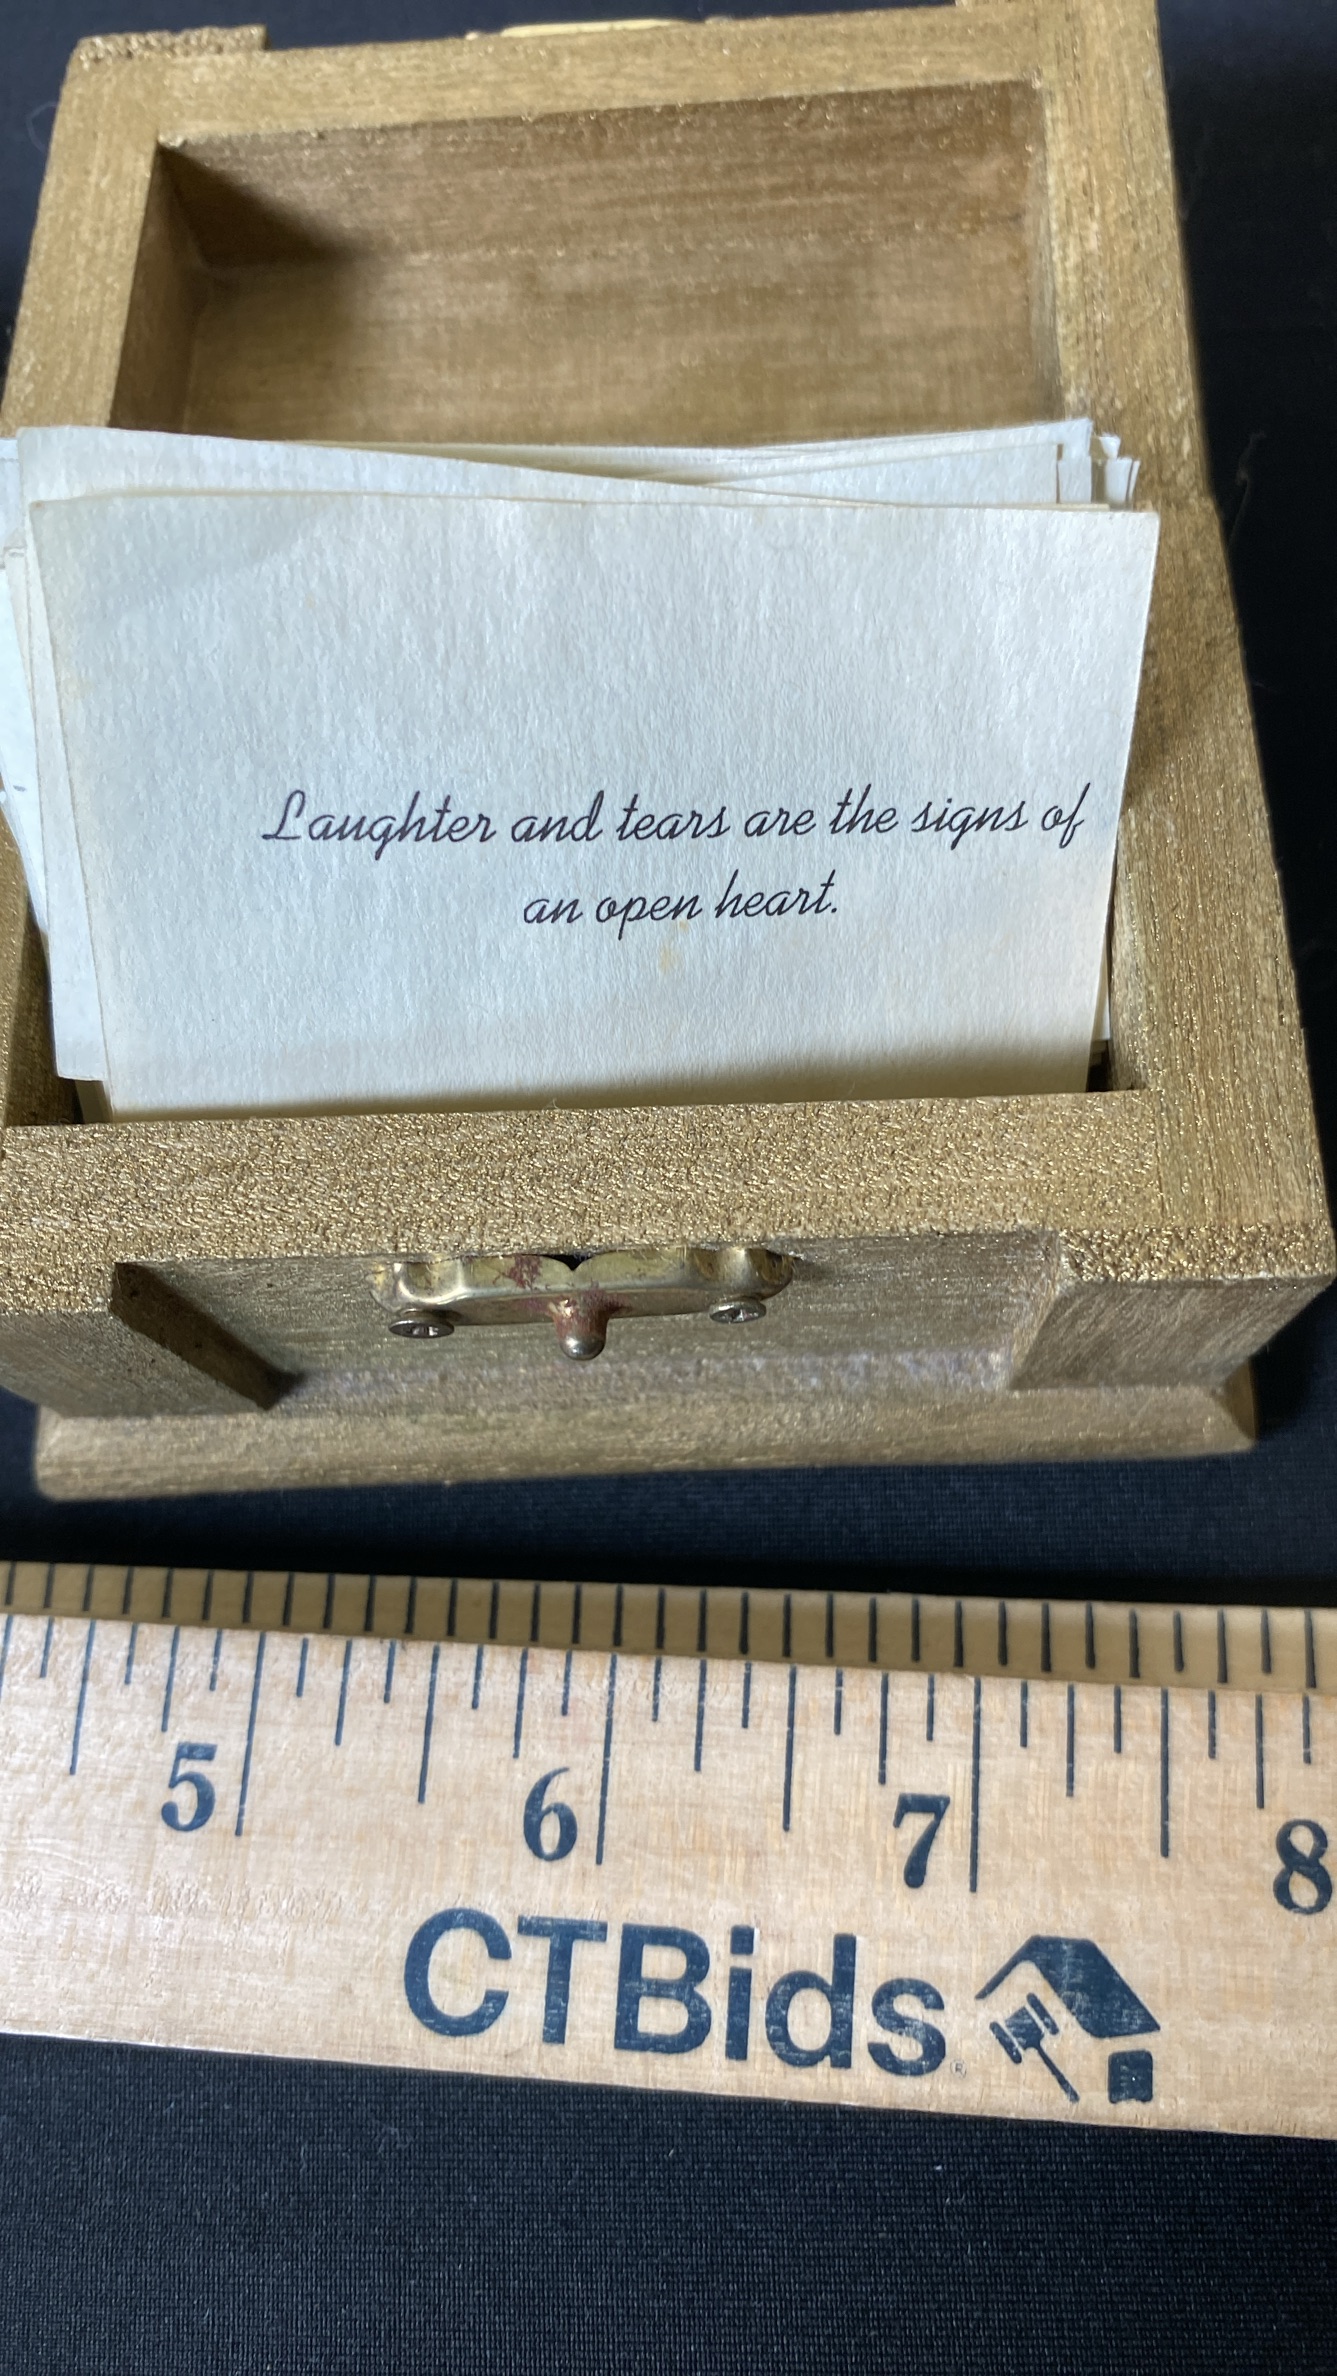 Laughter and tears are the signs of
an open heart.
5 6 7 8
CTBids®